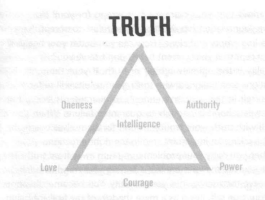 TRUTH
Oneness Authority
Intelligence
Love Power
Courage